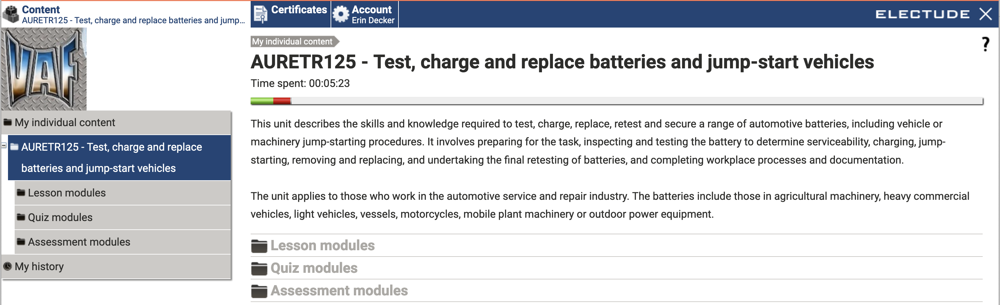 Content
AURETR125 - Test, charge and replace batteries and jump...
Certificates
Account
Erin Decker
ELECTUDE
VAF
My individual content
AURETR125 - Test, charge and replace
batteries and jump-start vehicles
Lesson modules
Quiz modules
Assessment modules
My history
My individual content
?
AURETR125 - Test, charge and replace batteries and jump-start vehicles
Time spent: 00:05:23
This unit describes the skills and knowledge required to test, charge, replace, retest and secure a range of automotive batteries, including vehicle or
machinery jump-starting procedures. It involves preparing for the task, inspecting and testing the battery to determine serviceability, charging, jump-
starting, removing and replacing, and undertaking the final retesting of batteries, and completing workplace processes and documentation.
The unit applies to those who work in the automotive service and repair industry. The batteries include those in agricultural machinery, heavy commercial
vehicles, light vehicles, vessels, motorcycles, mobile plant machinery or outdoor power equipment.
Lesson modules
Quiz modules
Assessment modules